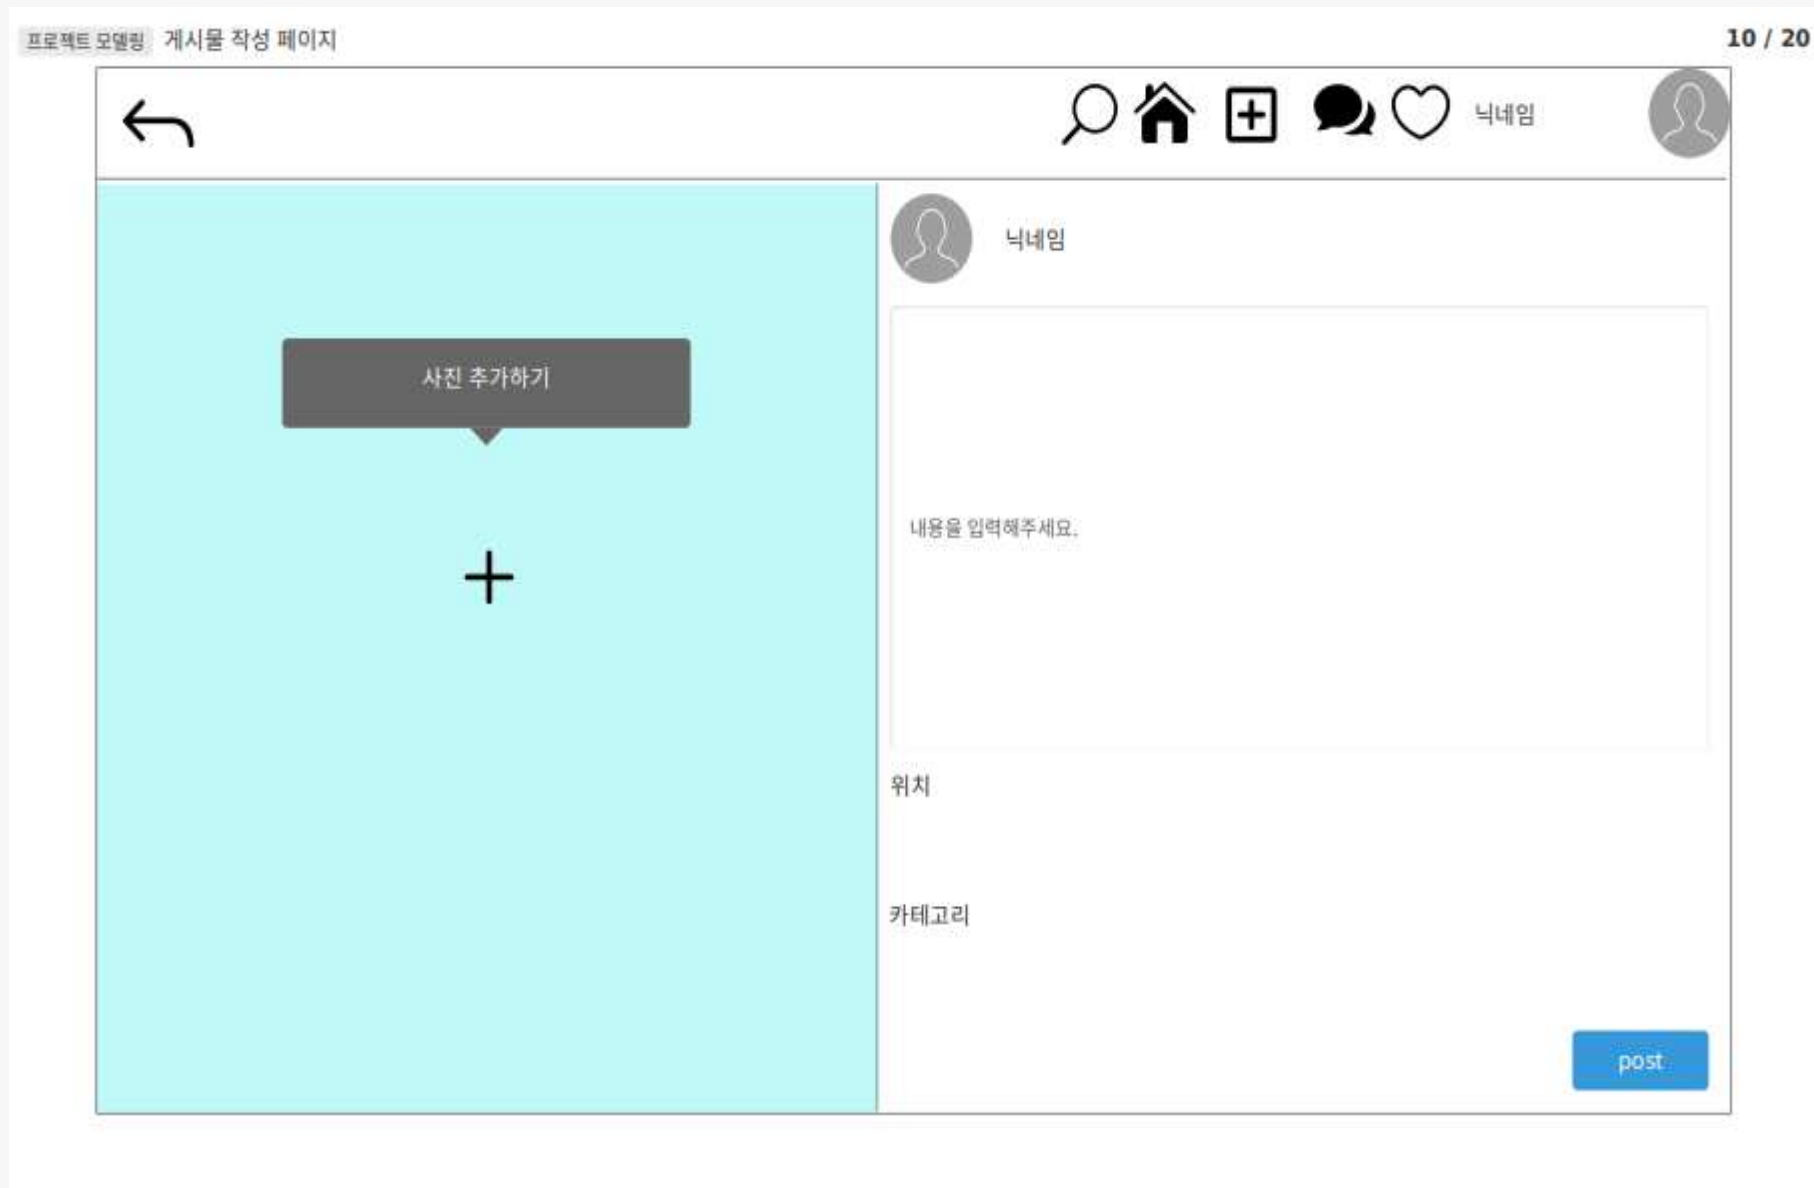 프로젝트 모델링 게시물 작성 페이지 10 / 20
닉네임
닉네임
사진 추가하기
내용을 입력해주세요.
위치
카테고리
post